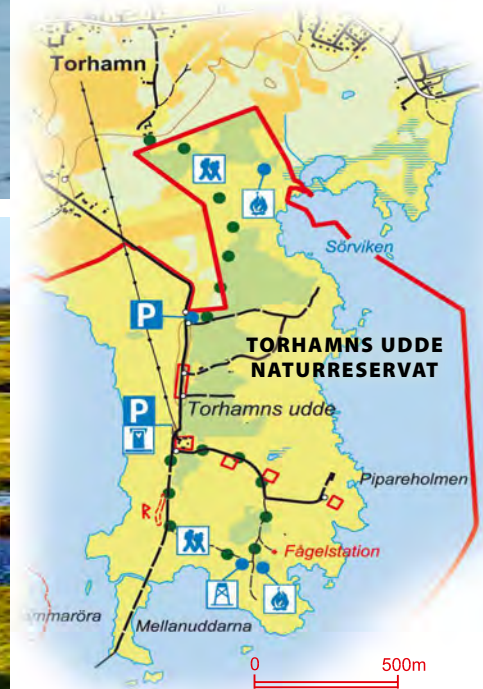 Torhamn
Sörviken
P
TORHAMNS UDDE
NATURRESERVAT
P
Torhamns udde
Pipareholmen
R
Fågelstation
Mellanuddarna
0 500m